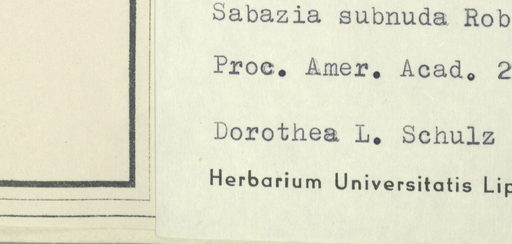 Sabazia subnuda Rob
Proc. Amer. Acad. 2
Dorothea L. Schulz
Herbarium Universitatis Lip